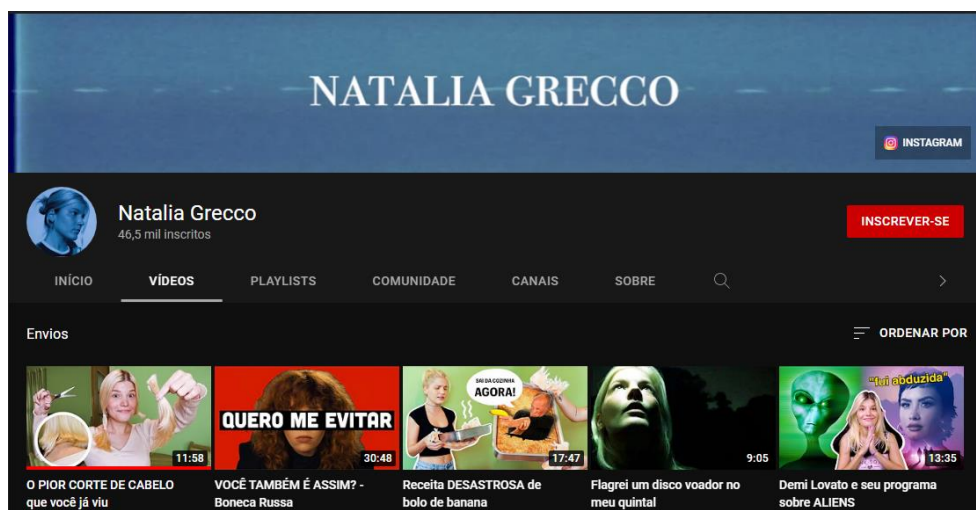 NATALIA GRECCO
INSTAGRAM
Natalia Grecco
46,5 mil inscritos
INSCREVER-SE
INÍCIO VÍDEOS PLAYLISTS COMUNIDADE CANAIS SOBRE
Envios
ORDENAR POR
11:58
QUERO ME EVITAR
30:48
SAI DA COZINHA
AGORA!
17:47
9:05
"fui abduzida"
13:35
O PIOR CORTE DE CABELO
que você já viu
VOCÊ TAMBÉM É ASSIM? -
Boneca Russa
Receita DESASTROSA de
bolo de banana
Flagrei um disco voador no
meu quintal
Demi Lovato e seu programa
sobre ALIENS